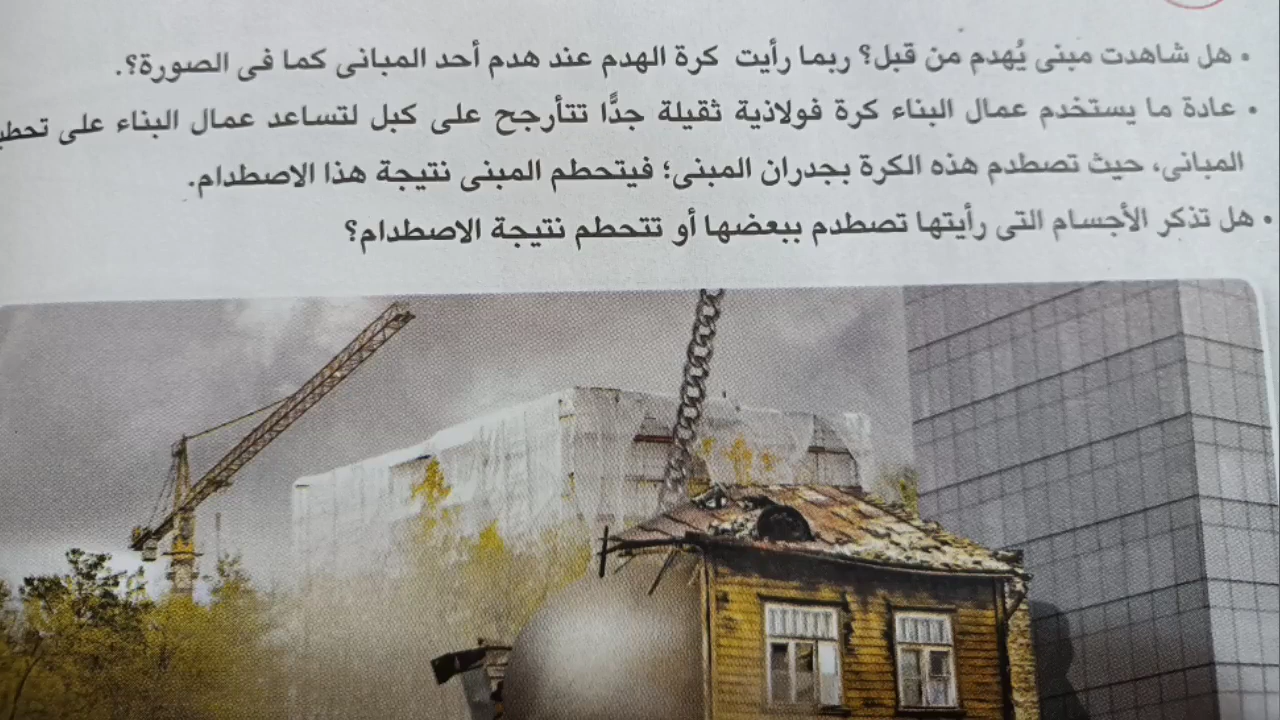 • هل شاهدت مبنى يُهدم من قبل؟ ربما رأيت كرة الهدم عند هدم أحد المبانى كما فى الصورة؟.
• عادة ما يستخدم عمال البناء كرة فولاذية ثقيلة جدًّا تتأرجح على كبل لتساعد عمال البناء على
المبانى، حيث تصطدم هذه الكرة بجدران المبنى؛ فيتحطم المبنى نتيجة هذا الاصطدام.
• هل تذكر الأجسام التى رأيتها تصطدم ببعضها أو تتحطم نتيجة الاصطدام؟